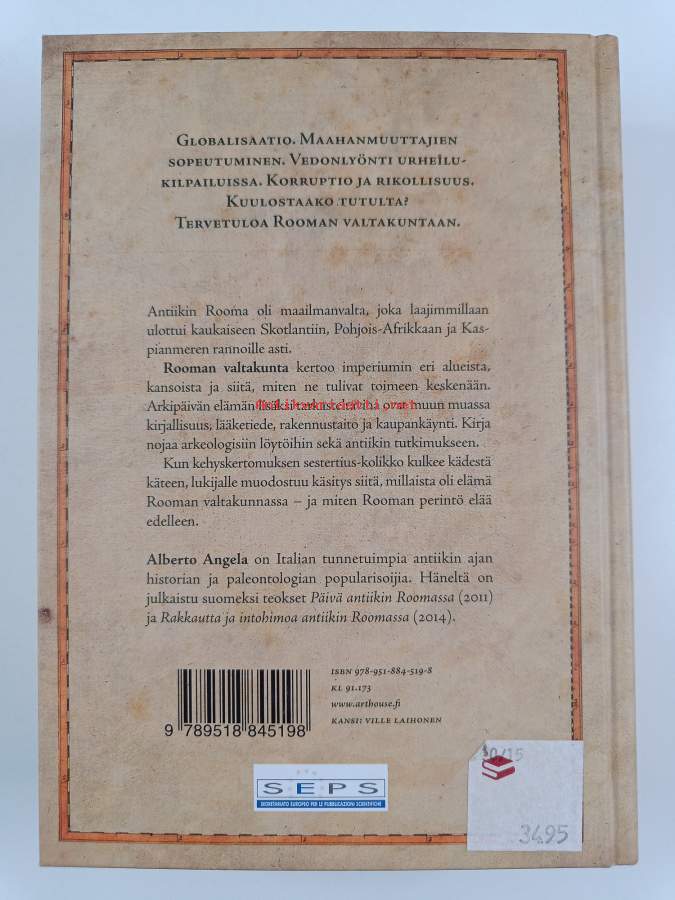 Globalisaatio. Maahanmuuttajien
sopeutuminen. Vedonlyönti urheilu-
kilpailuissa. Korruptio ja rikollisuus.
Kuulostaako tutulta?
Tervetuloa Rooman valtakuntaan.
Antiikin Rooma oli maailmanvalta, joka laajimmillaan
ulottui kaukaiseen Skotlantiin, Pohjois-Afrikkaan ja Kas-
pianmeren rannoille asti.
Rooman valtakunta kertoo imperiumin eri alueista,
kansoista ja siitä, miten ne tulivat toimeen keskenään.
Arkipäivän elämän lisäksi tarkasteltavina ovat muun muassa
kirjallisuus, lääketiede, rakennustaito ja kaupankäynti. Kirja
nojaa arkeologisiin löytöihin sekä antiikin tutkimukseen.
Kun kehyskertomuksen sestertius-kolikko kulkee kädestä
käteen, lukijalle muodostuu käsitys siitä, millaista oli elämä
Rooman valtakunnassa – ja miten Rooman perintö elää
edelleen.
Alberto Angela on Italian tunnetuimpia antiikin ajan
historian ja paleontologian popularisoijia. Häneltä on
julkaistu suomeksi teokset Päivä antiikin Roomassa (2011)
ja Rakkautta ja intohimoa antiikin Roomassa (2014).
ISBN 978-951-884-519-8
KL 91.173
www.arthouse.fi
KANSI: VILLE LAIHONEN
9 789518 845198
S·E·P·S
SECRETARIATO EUROPEO PER LE PUBBLICAZIONI SCIENTIFICHE
3495